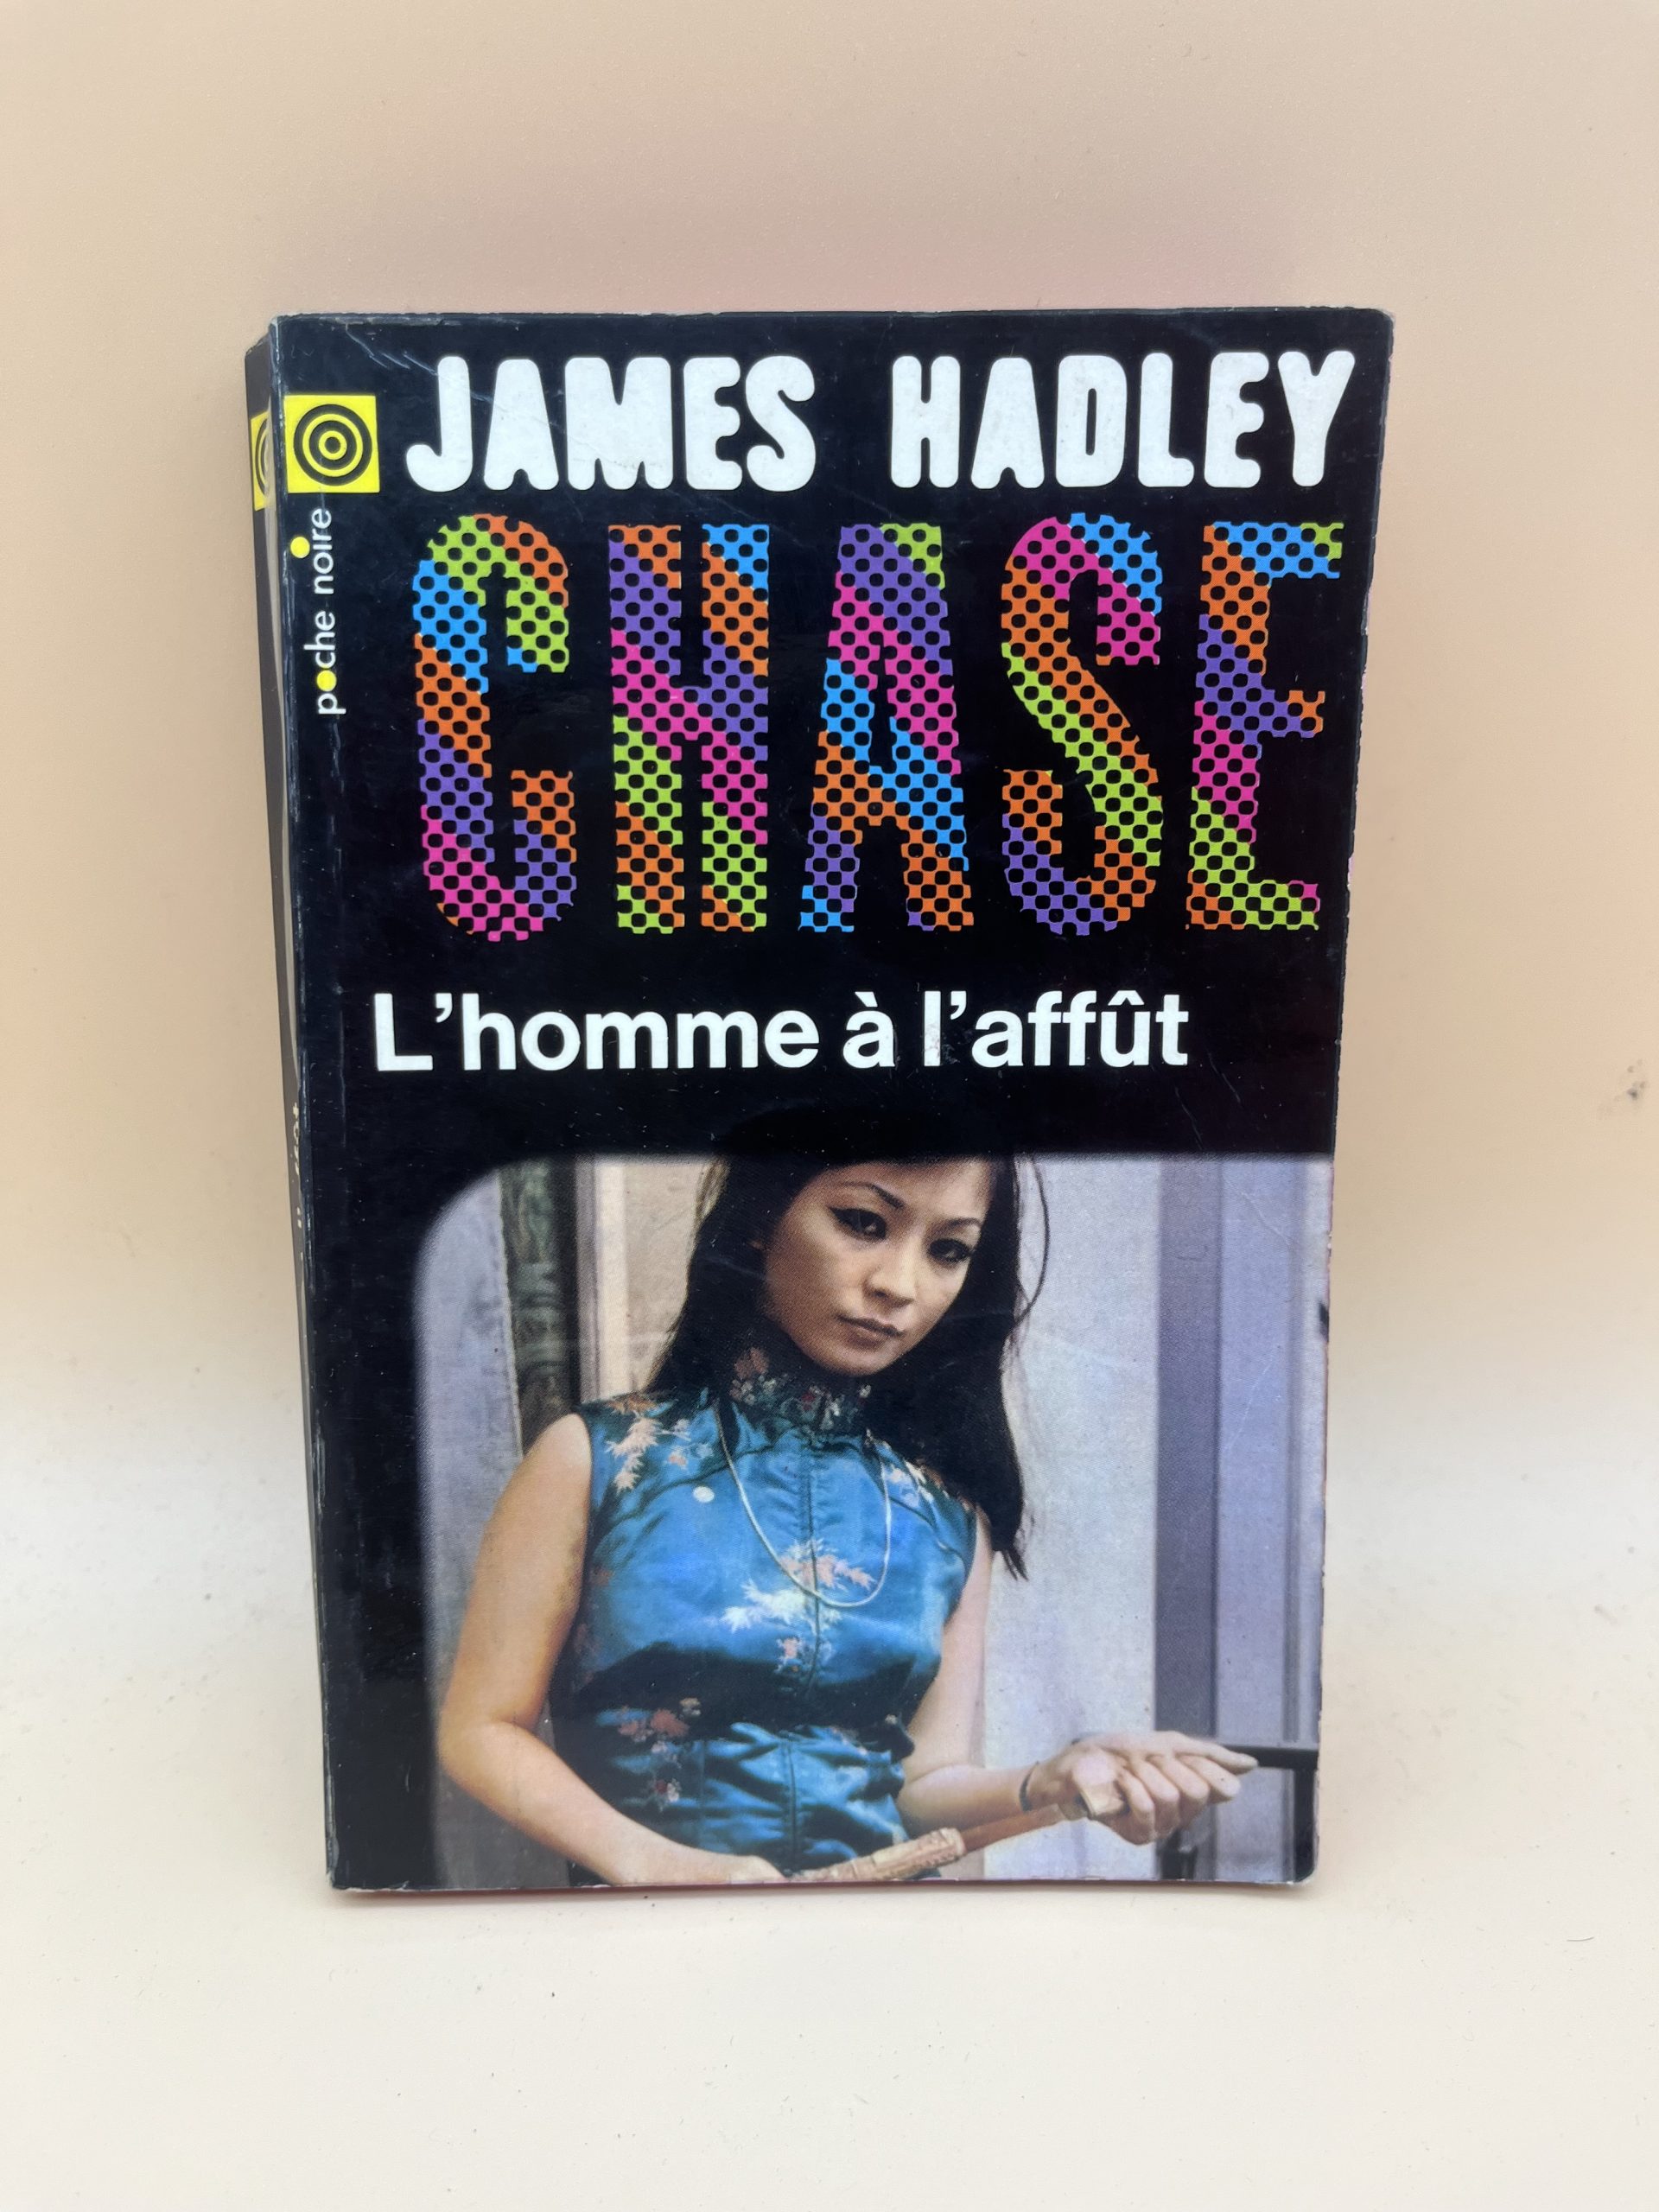 JAMES HADLEY
CHASE
poche noire
L'homme à l'affût